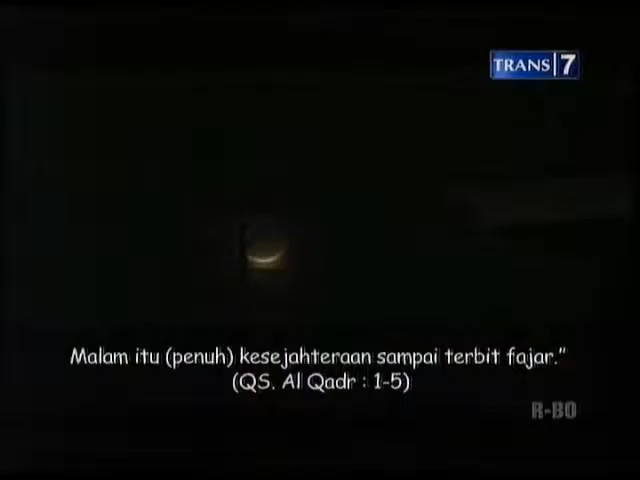 TRANS|7
Malam itu (penuh) kesejahteraan sampai terbit fajar."
(QS. Al Qadr : 1-5)
R-BO